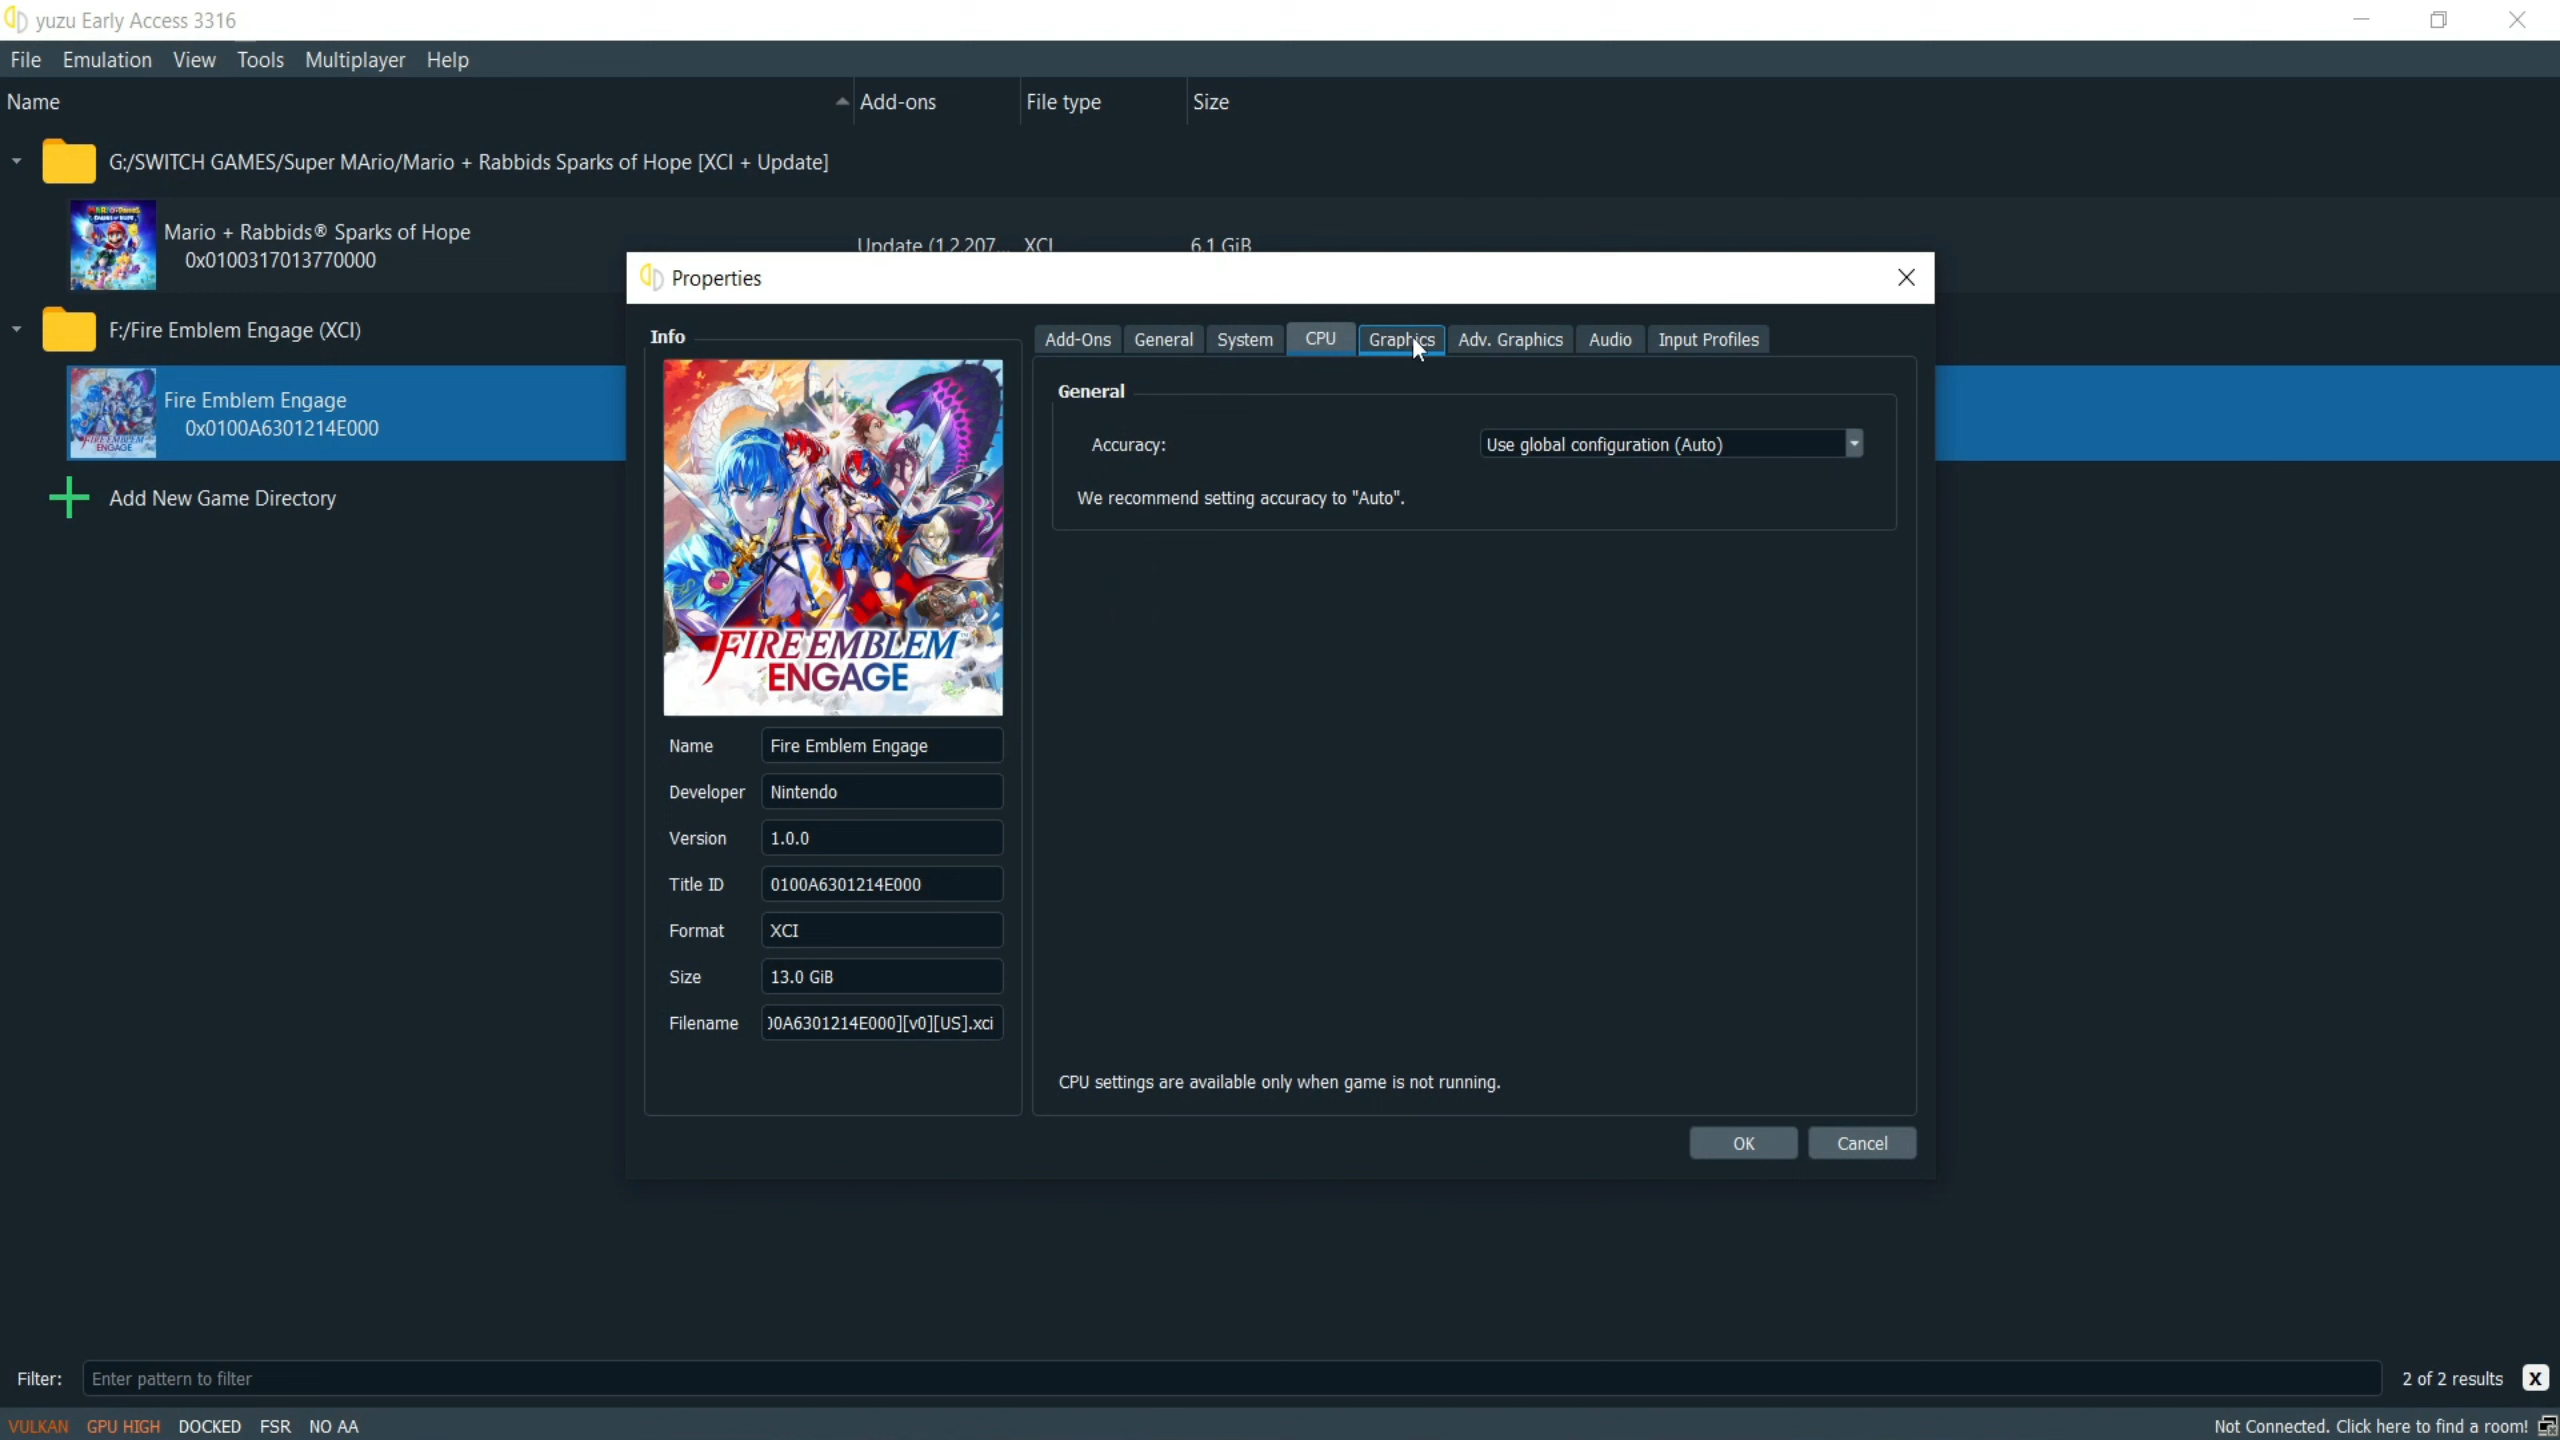 yuzu Early Access 3316
File Emulation View Tools Multiplayer Help
Name Add-ons File type Size
G:/SWITCH GAMES/Super MArio/Mario + Rabbids Sparks of Hope [XCI + Update]
Mario + Rabbids® Sparks of Hope
0x0100317013770000
Update (1.2.207... XCI 6.1 GiB
F:/Fire Emblem Engage (XCI)
Fire Emblem Engage
0x0100A6301214E000
Add New Game Directory
Properties
Info
FIRE EMBLEM™
ENGAGE
Name Fire Emblem Engage
Developer Nintendo
Version 1.0.0
Title ID 0100A6301214E000
Format XCI
Size 13.0 GiB
Filename 00A6301214E000][v0][US].xci
Add-Ons General System CPU Graphics Adv. Graphics Audio Input Profiles
General
Accuracy: Use global configuration (Auto)
We recommend setting accuracy to "Auto".
CPU settings are available only when game is not running.
OK Cancel
Filter: Enter pattern to filter 2 of 2 results X
VULKAN GPU HIGH DOCKED FSR NO AA Not Connected. Click here to find a room!